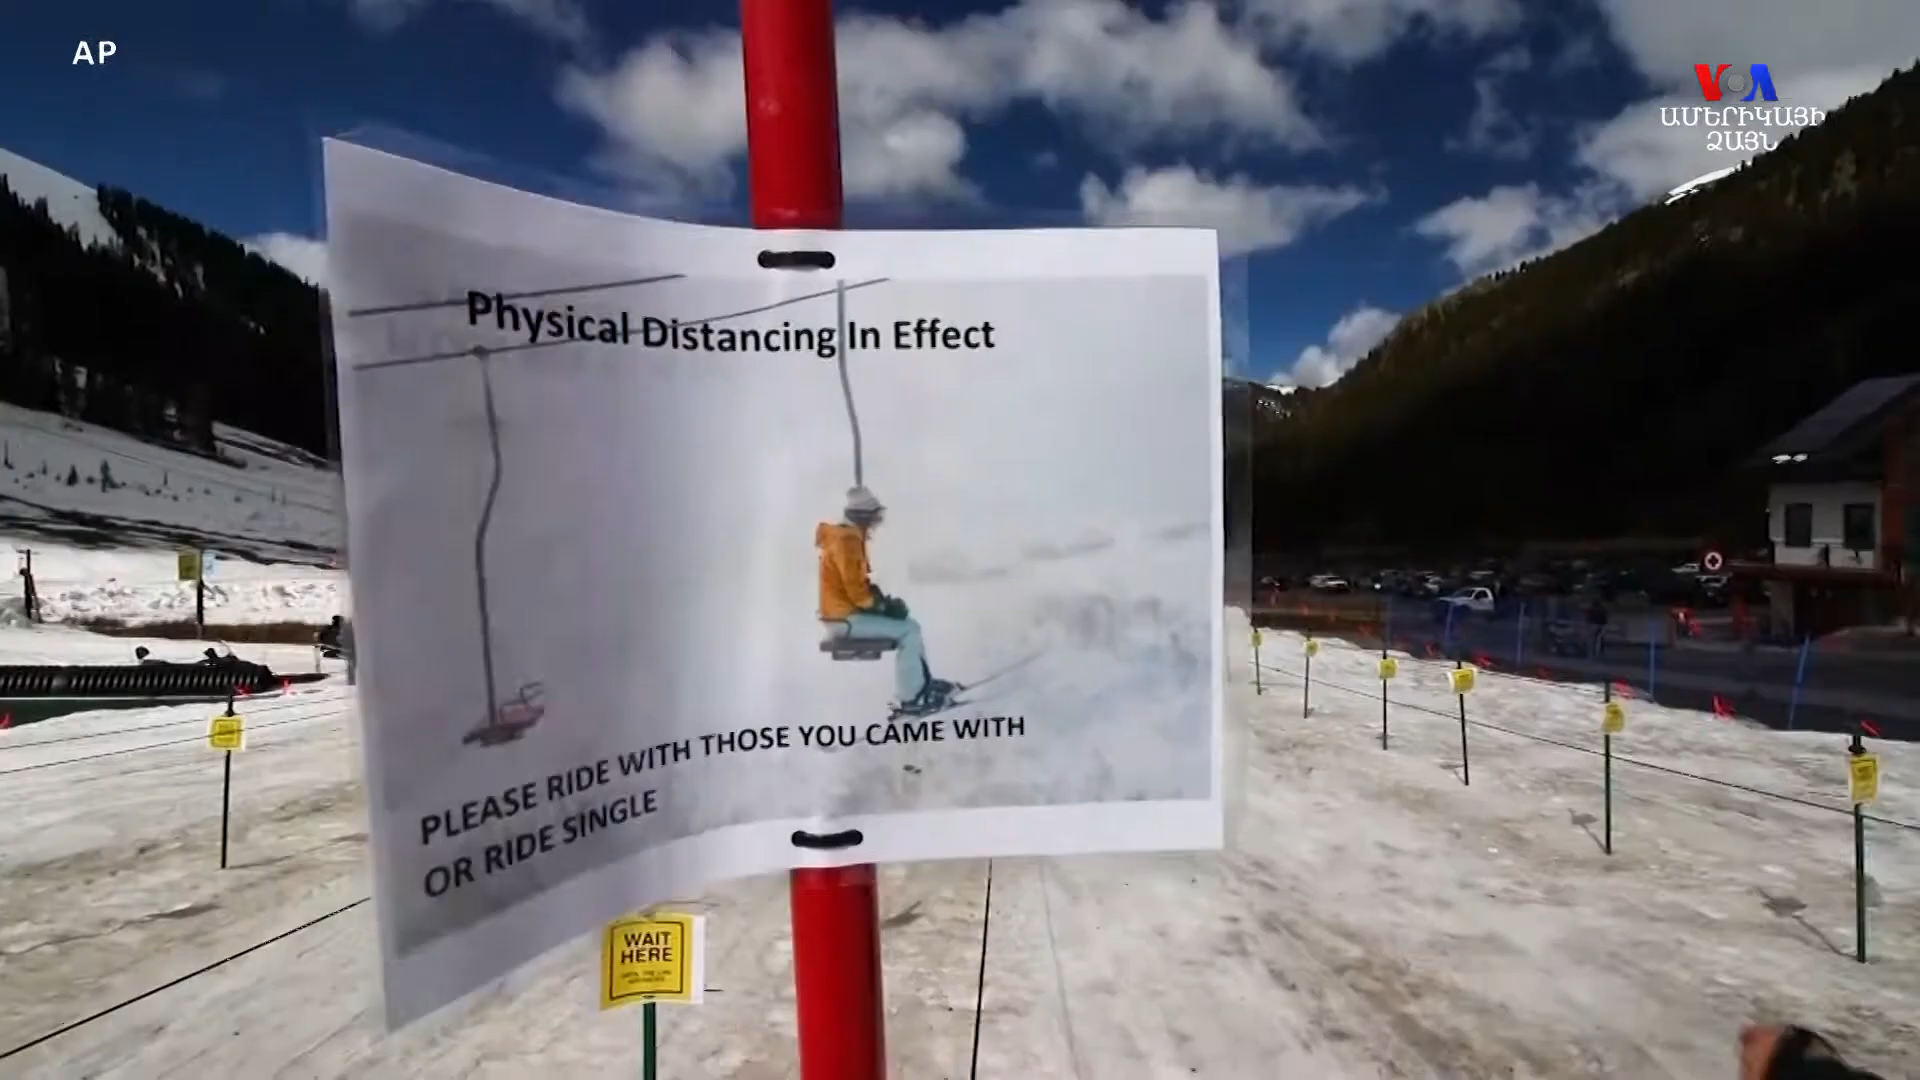 AP
VOA
ԱՄԵՐԻԿԱՅԻ
ՁԱՅՆ
Physical Distancing In Effect
PLEASE RIDE WITH THOSE YOU CAME WITH
OR RIDE SINGLE
WAIT
HERE